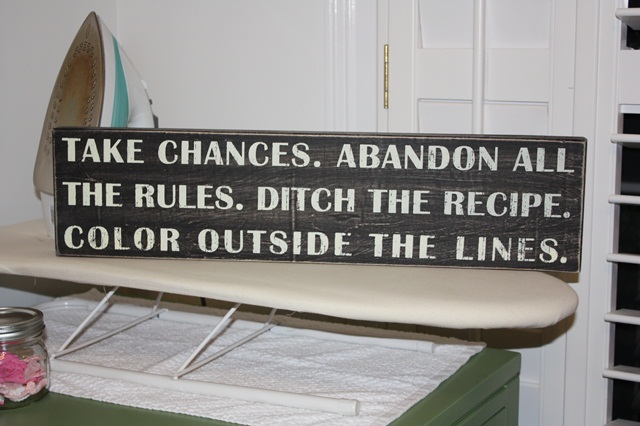 TAKE CHANCES. ABANDON ALL
THE RULES. DITCH THE RECIPE.
COLOR OUTSIDE THE LINES.